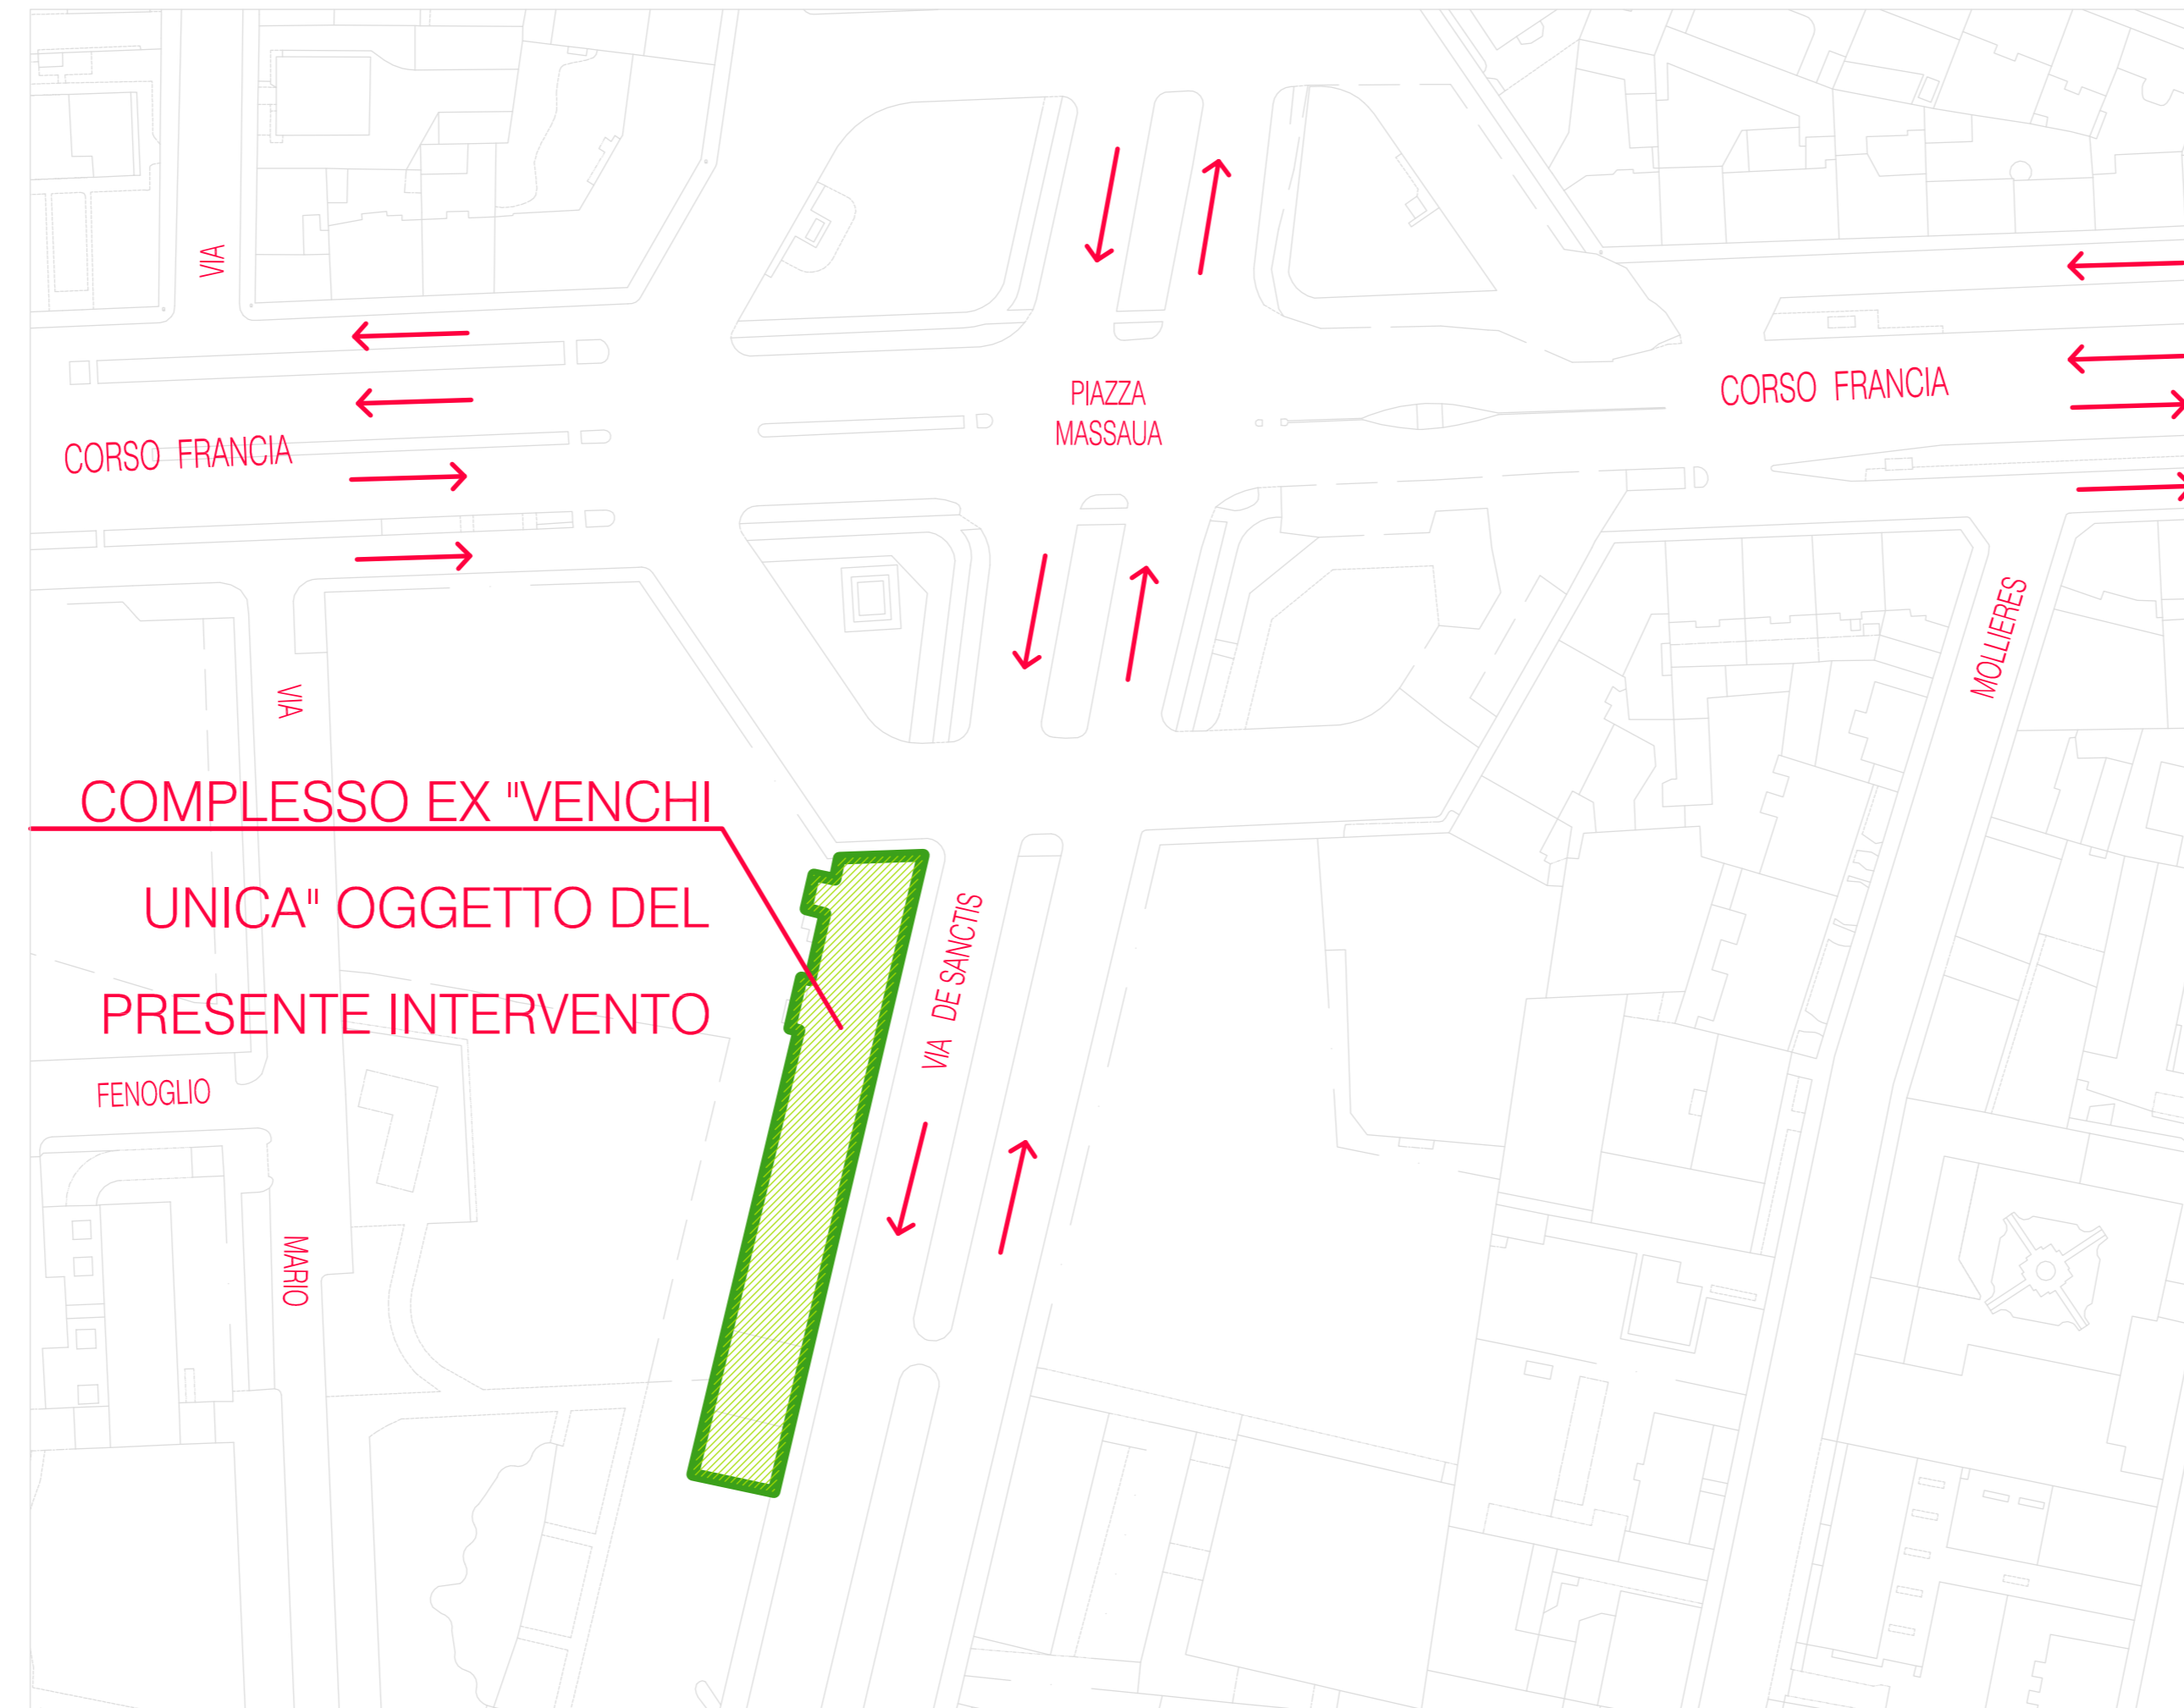 VIA
PIAZZA
MASSAUA
CORSO FRANCIA
CORSO FRANCIA
MOLLIERES
VIA
COMPLESSO EX "VENCHI
UNICA" OGGETTO DEL
PRESENTE INTERVENTO
VIA DE SANCTIS
FENOGLIO
MARIO